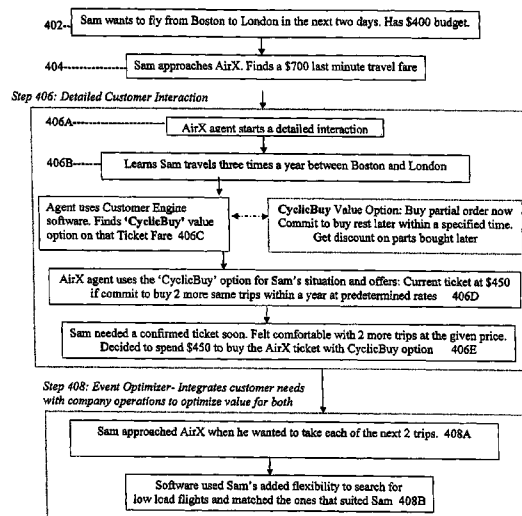 402
Sam wants to fly from Boston to London in the next two days. Has $400 budget.
404
Sam approaches AirX. Finds a $700 last minute travel fare
Step 406: Detailed Customer Interaction
406A
AirX agent starts a detailed interaction
406B
Learns Sam travels three times a year between Boston and London
Agent uses Customer Engine
software. Finds 'CyclicBuy' value
option on that Ticket Fare 406C
CyclicBuy Value Option: Buy partial order now
Commit to buy rest later within a specified time.
Get discount on parts bought later
AirX agent uses the 'CyclicBuy' option for Sam's situation and offers: Current ticket at $450
if commit to buy 2 more same trips within a year at predetermined rates 406D
Sam needed a confirmed ticket soon. Felt comfortable with 2 more trips at the given price.
Decided to spend $450 to buy the AirX ticket with CyclicBuy option 406E
Step 408: Event Optimizer- Integrates customer needs
with company operations to optimize value for both
Sam approached AirX when he wanted to take each of the next 2 trips. 408A
Software used Sam's added flexibility to search for
low load flights and matched the ones that suited Sam 408B